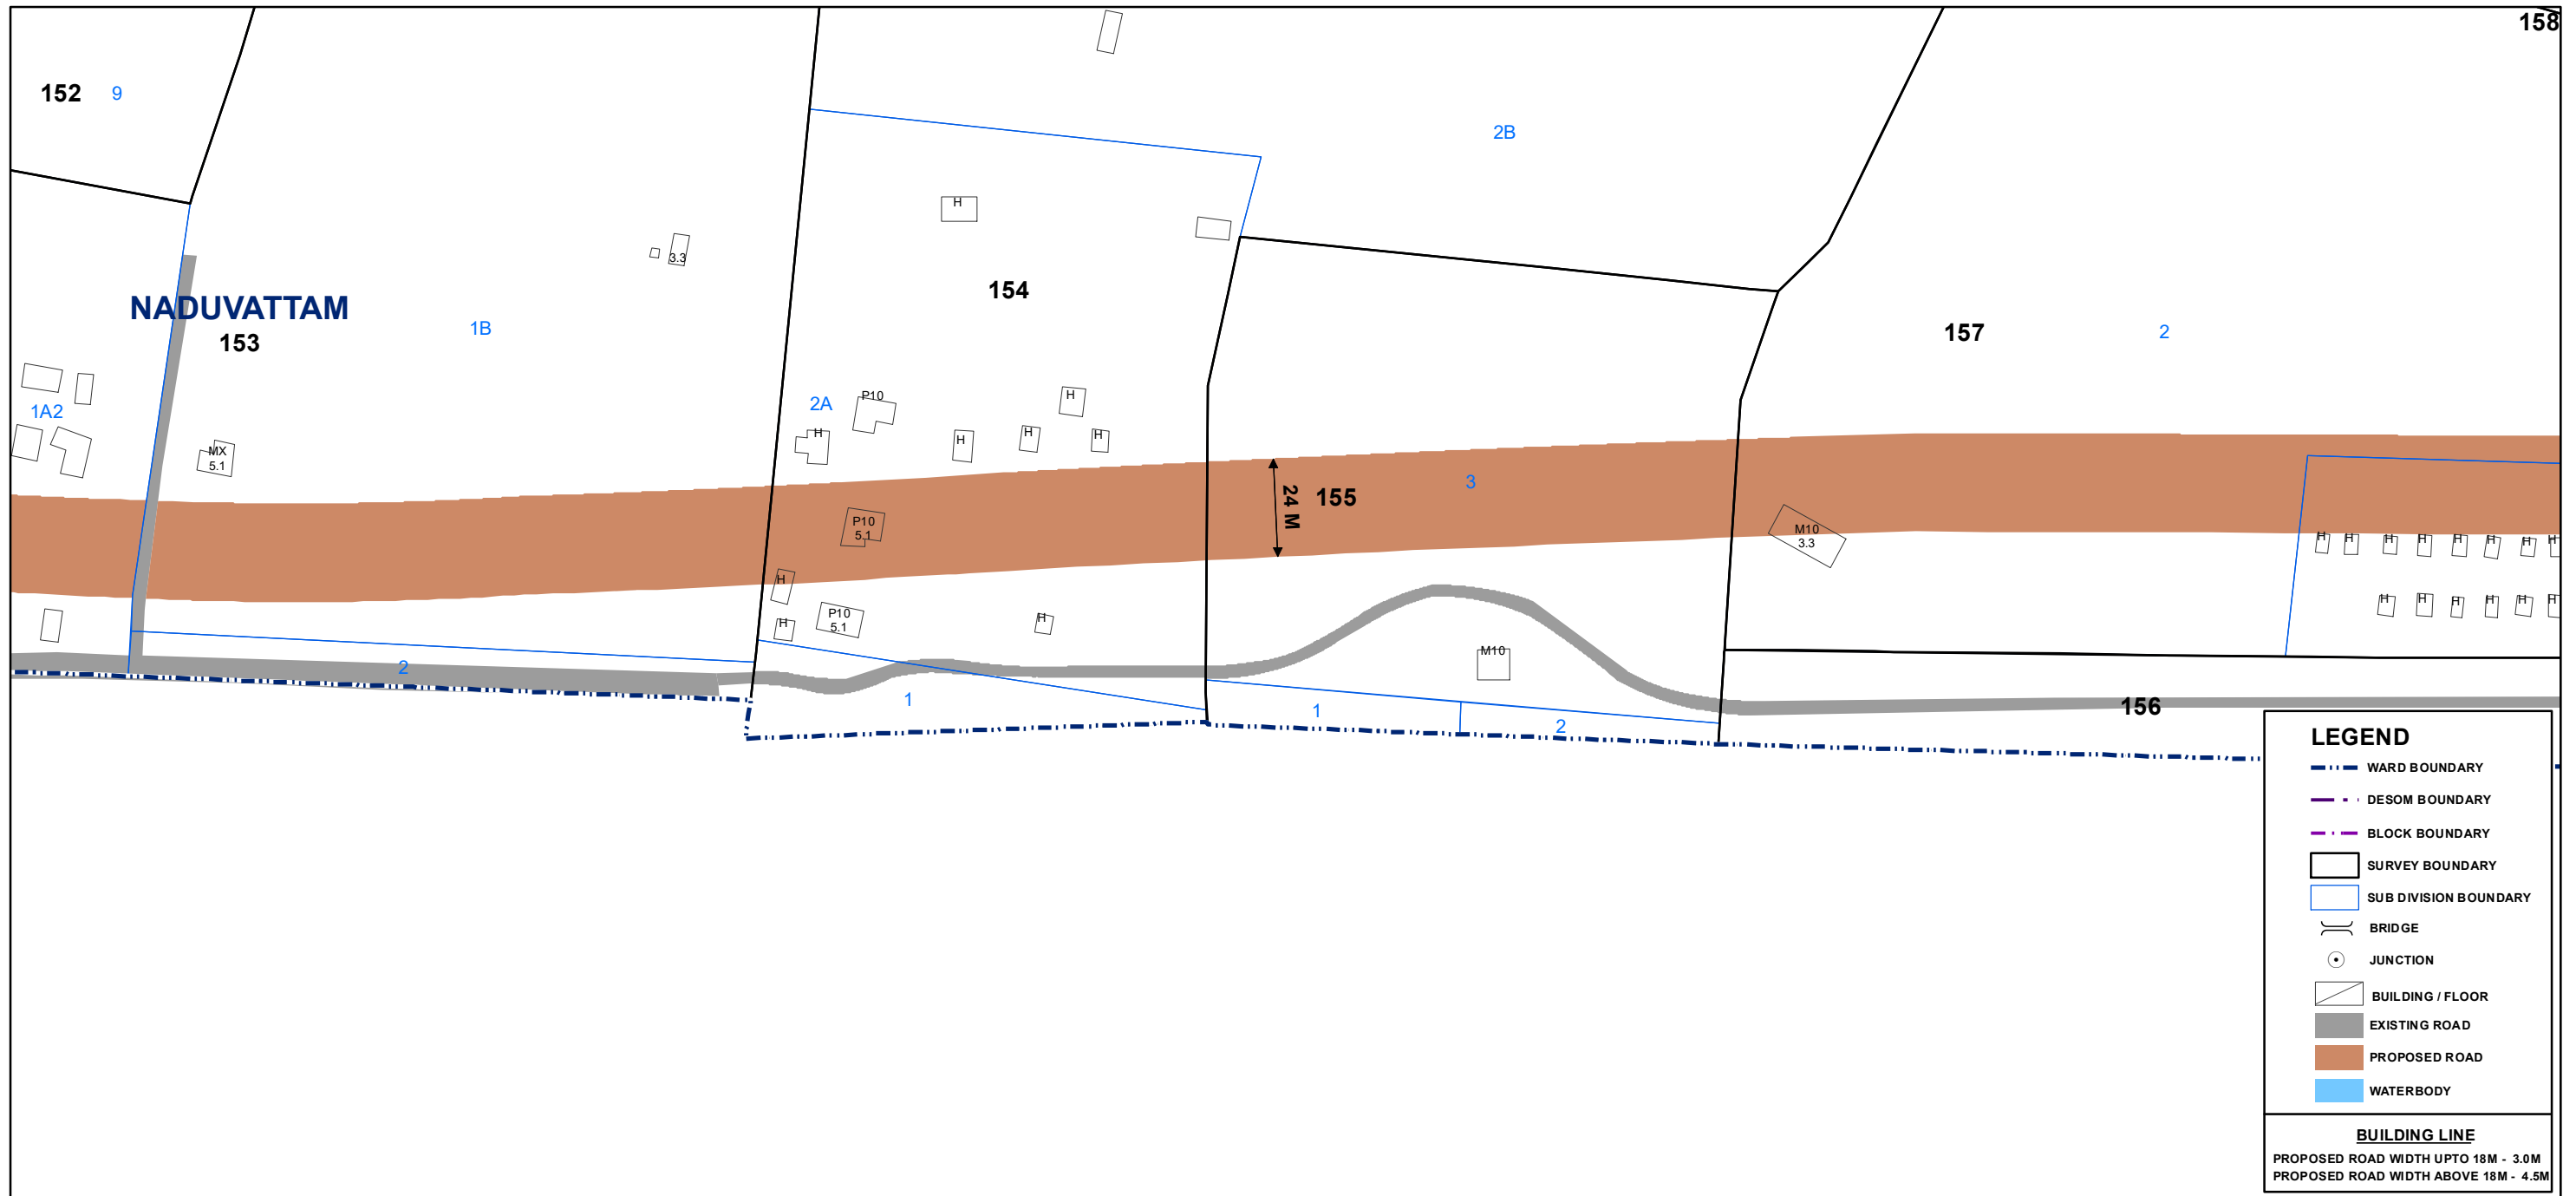 158
152 9
2B
H
3.3
154
NADUVATTAM
153
1B
157 2
1A2
2A
P10
H
H
H
H
H
MX
5.1
3
155
24 M
P10
5.1
M10
3.3
H H H H H H H H
H
P10
5.1
H
H
H H H H H H
M10
2
1
1
2
156
LEGEND
WARD BOUNDARY
DESOM BOUNDARY
BLOCK BOUNDARY
SURVEY BOUNDARY
SUB DIVISION BOUNDARY
BRIDGE
JUNCTION
BUILDING / FLOOR
EXISTING ROAD
PROPOSED ROAD
WATERBODY
BUILDING LINE
PROPOSED ROAD WIDTH UPTO 18M - 3.0M
PROPOSED ROAD WIDTH ABOVE 18M - 4.5M